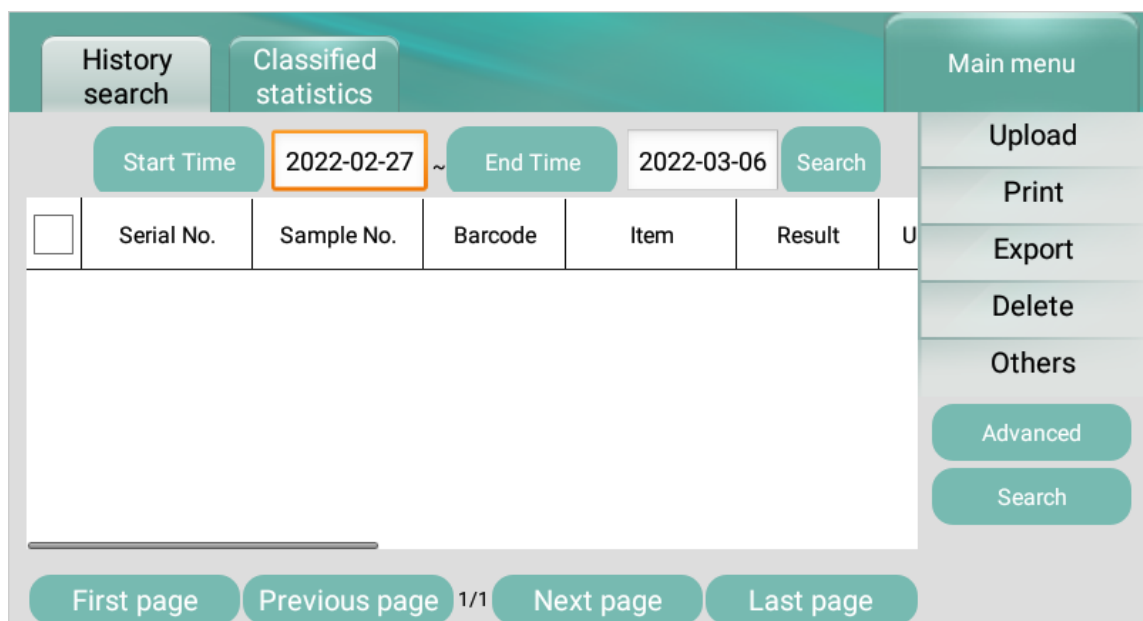 History search
Classified statistics
Main menu
Start Time
2022-02-27
~
End Time
2022-03-06
Search
Serial No.
Sample No.
Barcode
Item
Result
U
Upload
Print
Export
Delete
Others
Advanced
Search
First page
Previous page
1/1
Next page
Last page